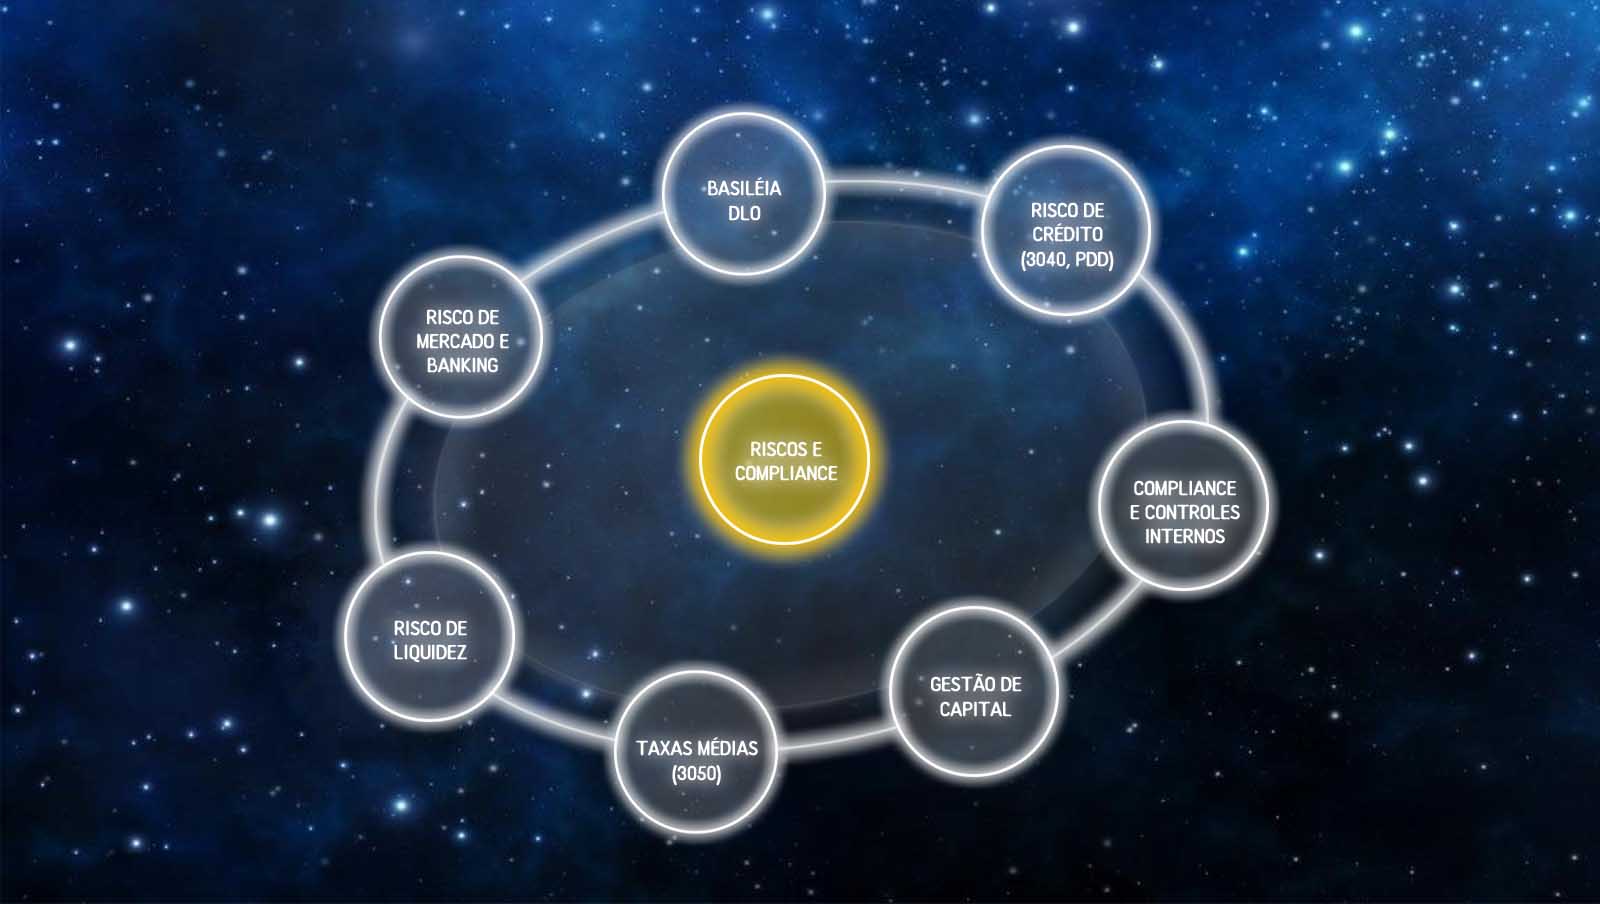 BASILÉIA
DLO
RISCO DE
CRÉDITO
(3040, PDD)
RISCO DE
MERCADO E
BANKING
RISCOS E
COMPLIANCE
COMPLIANCE
E CONTROLES
INTERNOS
RISCO DE
LIQUIDEZ
GESTÃO DE
CAPITAL
TAXAS MÉDIAS
(3050)